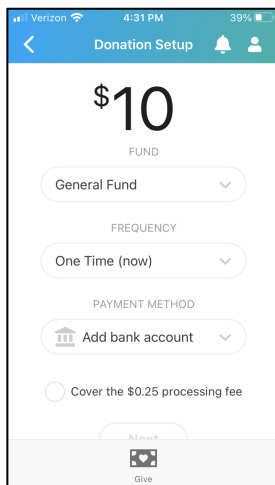 Verizon 4:31 PM 39%
Donation Setup
$10
FUND
General Fund
FREQUENCY
One Time (now)
PAYMENT METHOD
Add bank account
Cover the $0.25 processing fee
Next
Give